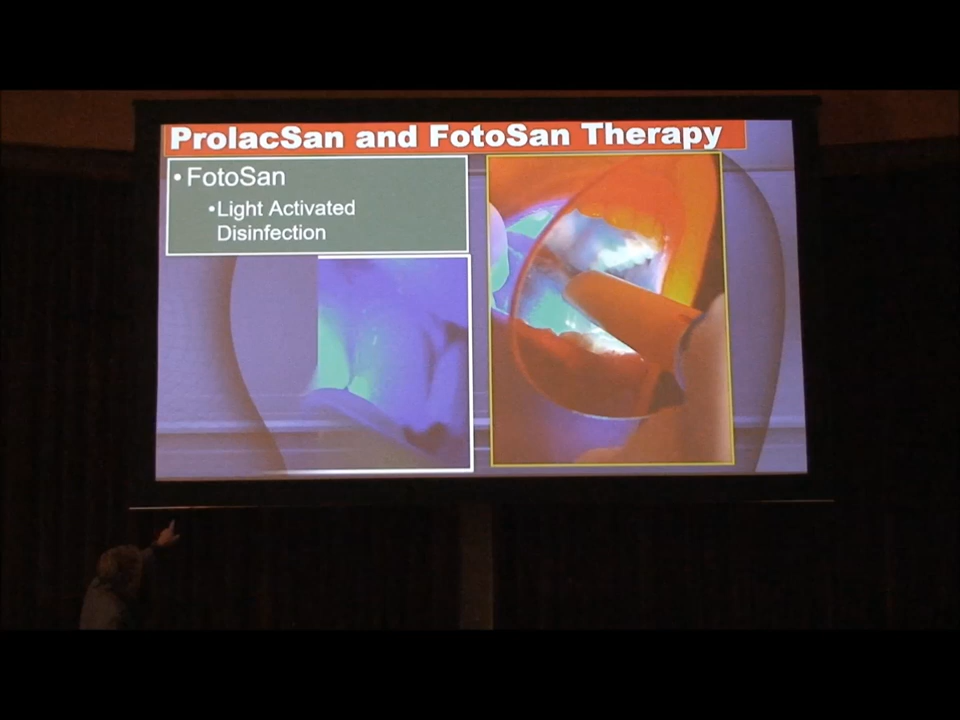 ProlacSan and FotoSan Therapy
• FotoSan
•Light Activated
Disinfection